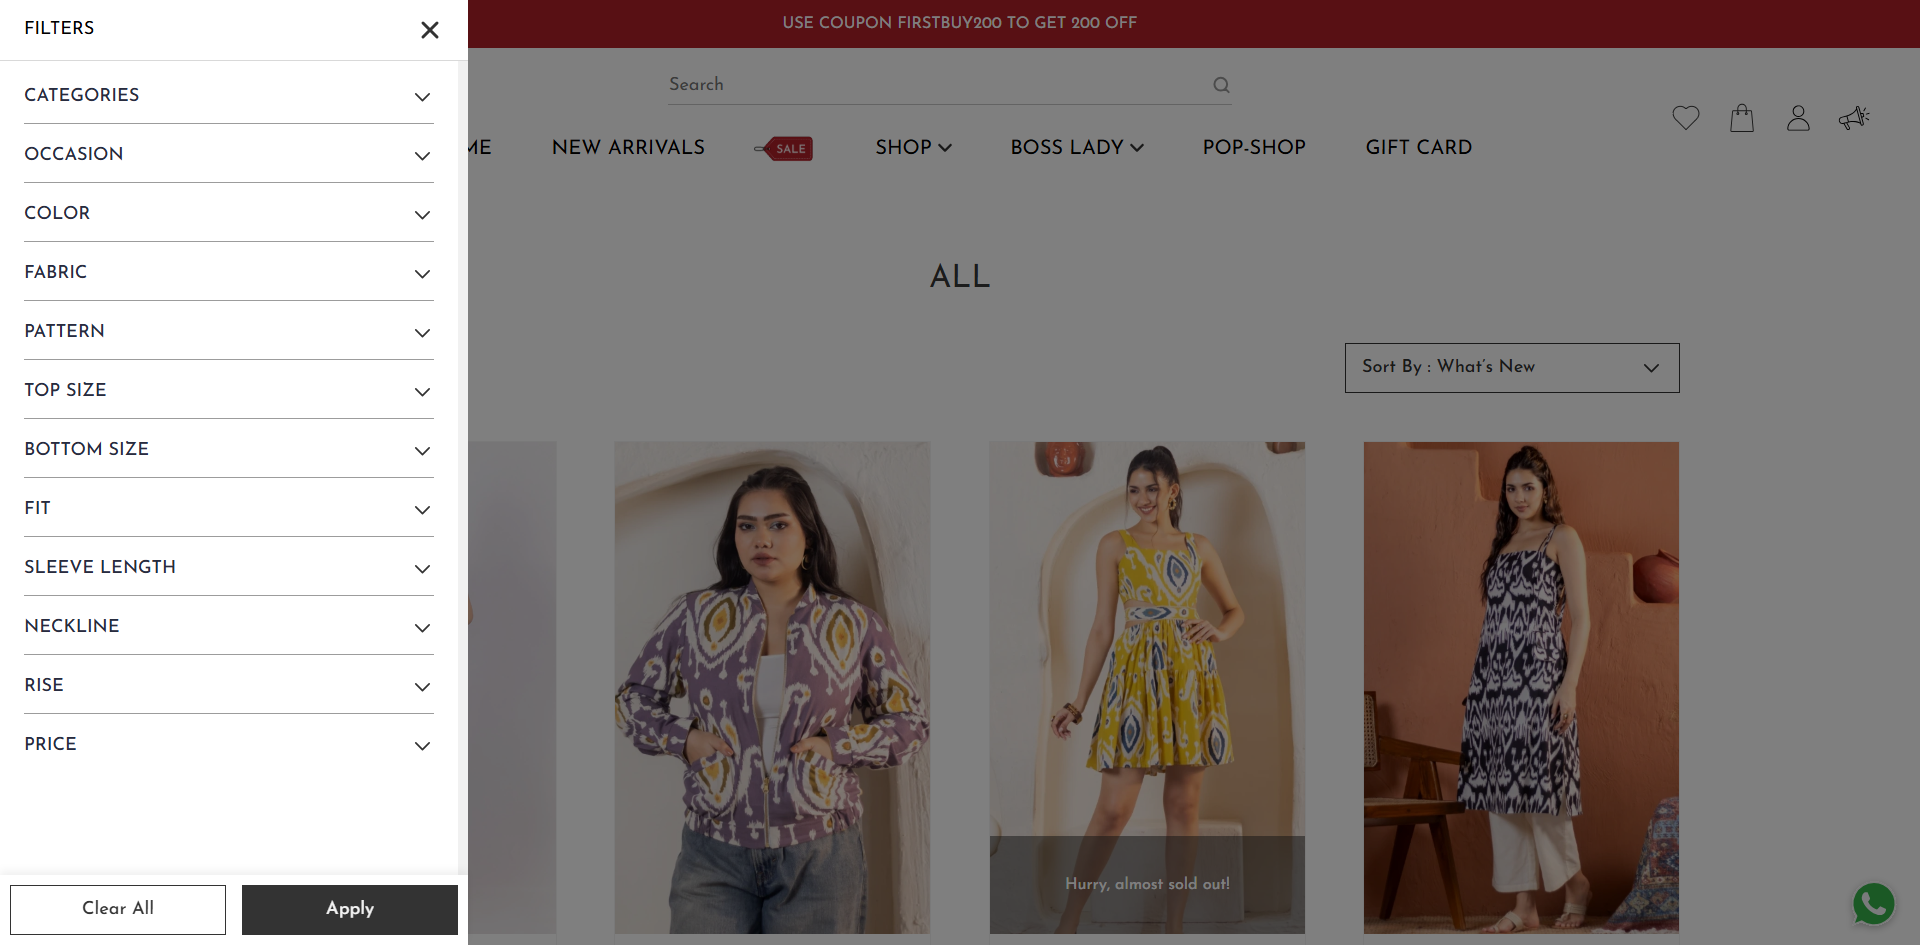 FILTERS
CATEGORIES
OCCASION
COLOR
FABRIC
PATTERN
TOP SIZE
BOTTOM SIZE
FIT
SLEEVE LENGTH
NECKLINE
RISE
PRICE
Clear All
Apply
USE COUPON FIRSTBUY200 TO GET 200 OFF
Search
ME NEW ARRIVALS SALE SHOP BOSS LADY POP-SHOP GIFT CARD
ALL
Sort By : What's New
Hurry, almost sold out!